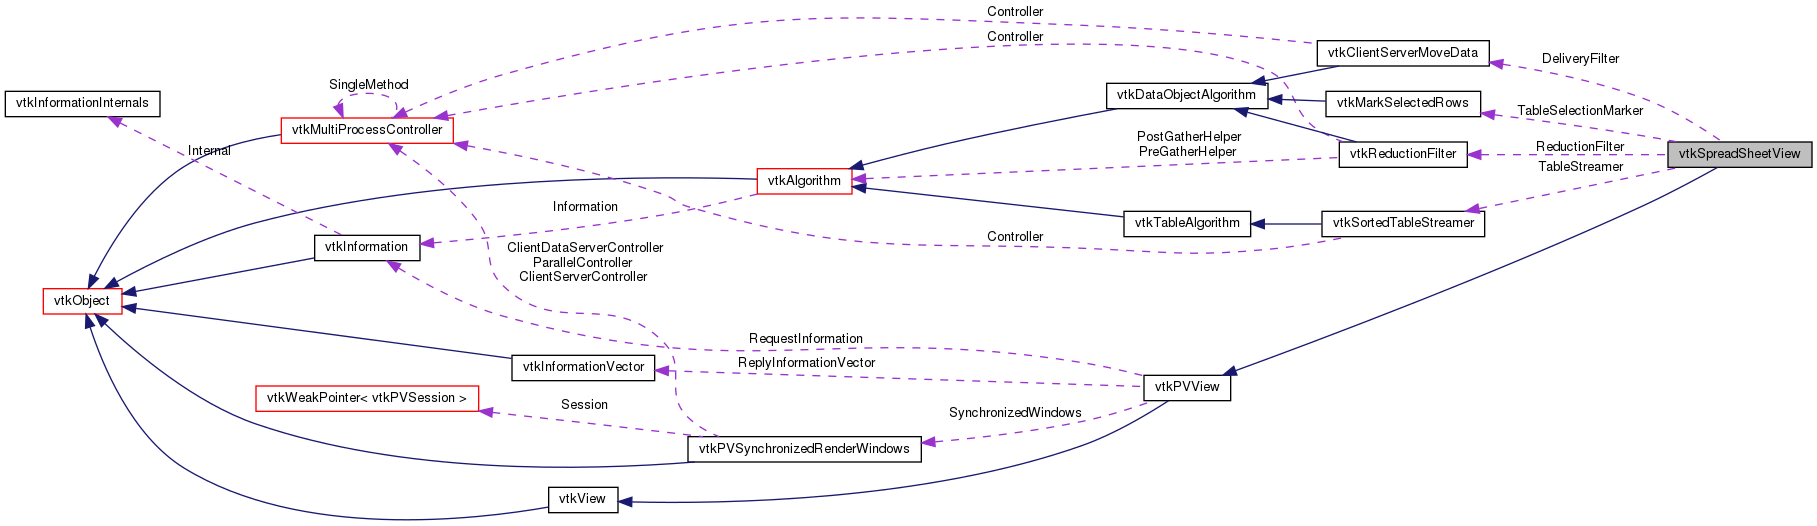 Controller
Controller
vtkClientServerMoveData
DeliveryFilter
SingleMethod
vtkInformationInternals
vtkDataObjectAlgorithm
vtkMarkSelectedRows
TableSelectionMarker
vtkMultiProcessController
PostGatherHelper
PreGatherHelper
vtkReductionFilter
ReductionFilter
vtkSpreadSheetView
Internal
TableStreamer
vtkAlgorithm
Information
vtkTableAlgorithm
vtkSortedTableStreamer
vtkInformation
Controller
ClientDataServerController
ParallelController
ClientServerController
vtkObject
RequestInformation
vtkInformationVector
ReplyInformationVector
vtkPVView
vtkWeakPointer< vtkPVSession >
Session
SynchronizedWindows
vtkPVSynchronizedRenderWindows
vtkView